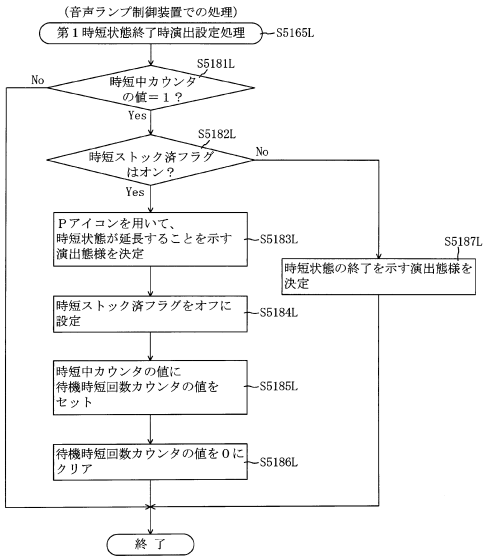 (音声ランプ制御装置での処理)
第1時短状態終了時演出設定処理
S5165L
S5181L
No
時短中カウンタ
の値=1?
Yes
S5182L
時短ストック済フラグ
はオン?
No
Yes
Pアイコンを用いて、
時短状態が延長することを示す
演出態様を決定
S5183L
S5187L
時短状態の終了を示す演出態様を
決定
時短ストック済フラグをオフに
設定
S5184L
時短中カウンタの値に
待機時短回数カウンタの値を
セット
S5185L
待機時短回数カウンタの値を0に
クリア
S5186L
終 了